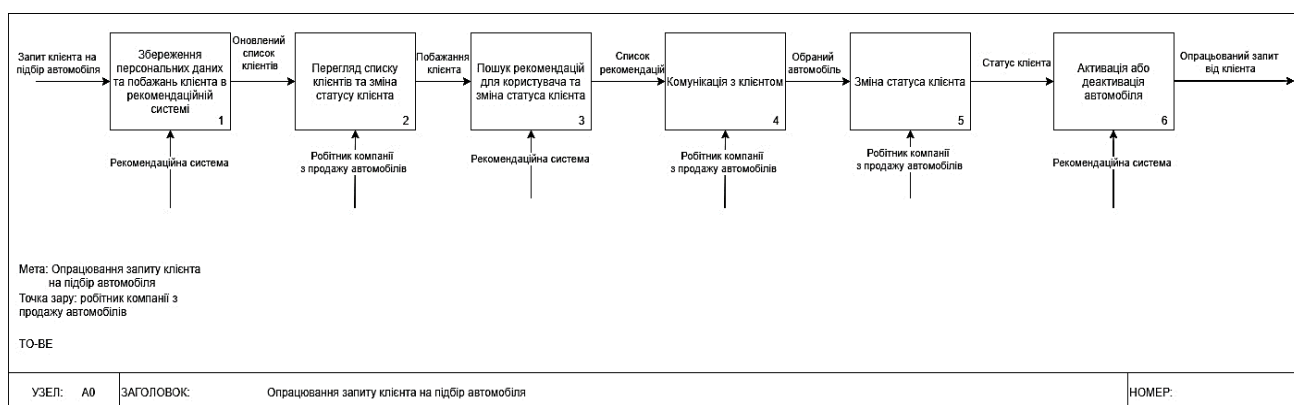 Запит клієнта на
підбір автомобіля
Збереження
персональних даних
та побажань клієнта в
рекомендаційній
системі
1
Рекомендаційна система
Оновлений
список
клієнтів
Перегляд списку
клієнтів та зміна
статусу клієнта
2
Робітник компанії
з продажу автомобілів
Побажання
клієнта
Пошук рекомендацій
для користувача та
зміна статуса клієнта
3
Рекомендаційна система
Список
рекомендацій
Комунікація з клієнтом
4
Робітник компанії
з продажу автомобілів
Обраний
автомобіль
Зміна статуса клієнта
5
Робітник компанії
з продажу автомобілів
Статус клієнта
Активація або
деактивація
автомобіля
6
Рекомендаційна система
Опрацьований запит
від клієнта
Мета: Опрацювання запиту клієнта
на підбір автомобіля
Точка зару: робітник компанії з
продажу автомобілів
TO-BE
УЗЕЛ: A0
ЗАГОЛОВОК: Опрацювання запиту клієнта на підбір автомобіля
НОМЕР: